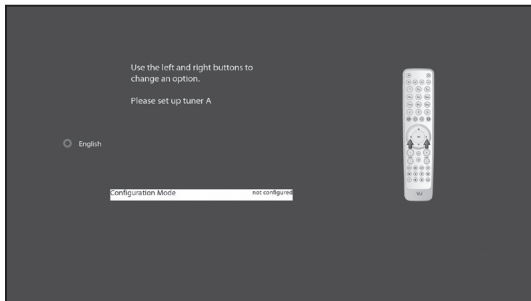 Use the left and right buttons to
change an option.
Please set up tuner A
English
Configuration Mode not configured